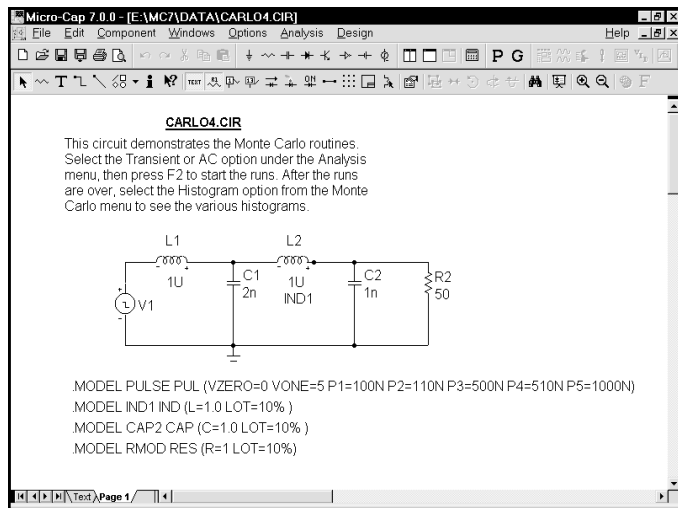 Micro-Cap 7.0.0 - [E:\MC7\DATA\CARLO4.CIR]
File Edit Component Windows Options Analysis Design Help
P G
T i ? TEXT ON F
CARLO4.CIR
This circuit demonstrates the Monte Carlo routines.
Select the Transient or AC option under the Analysis
menu, then press F2 to start the runs. After the runs
are over, select the Histogram option from the Monte
Carlo menu to see the various histograms.
L1 L2
1U C1 1U C2 R2
2n IND1 1n 50
V1
.MODEL PULSE PUL (VZERO=0 VONE=5 P1=100N P2=110N P3=500N P4=510N P5=1000N)
.MODEL IND1 IND (L=1.0 LOT=10% )
.MODEL CAP2 CAP (C=1.0 LOT=10% )
.MODEL RMOD RES (R=1 LOT=10%)
Text Page 1